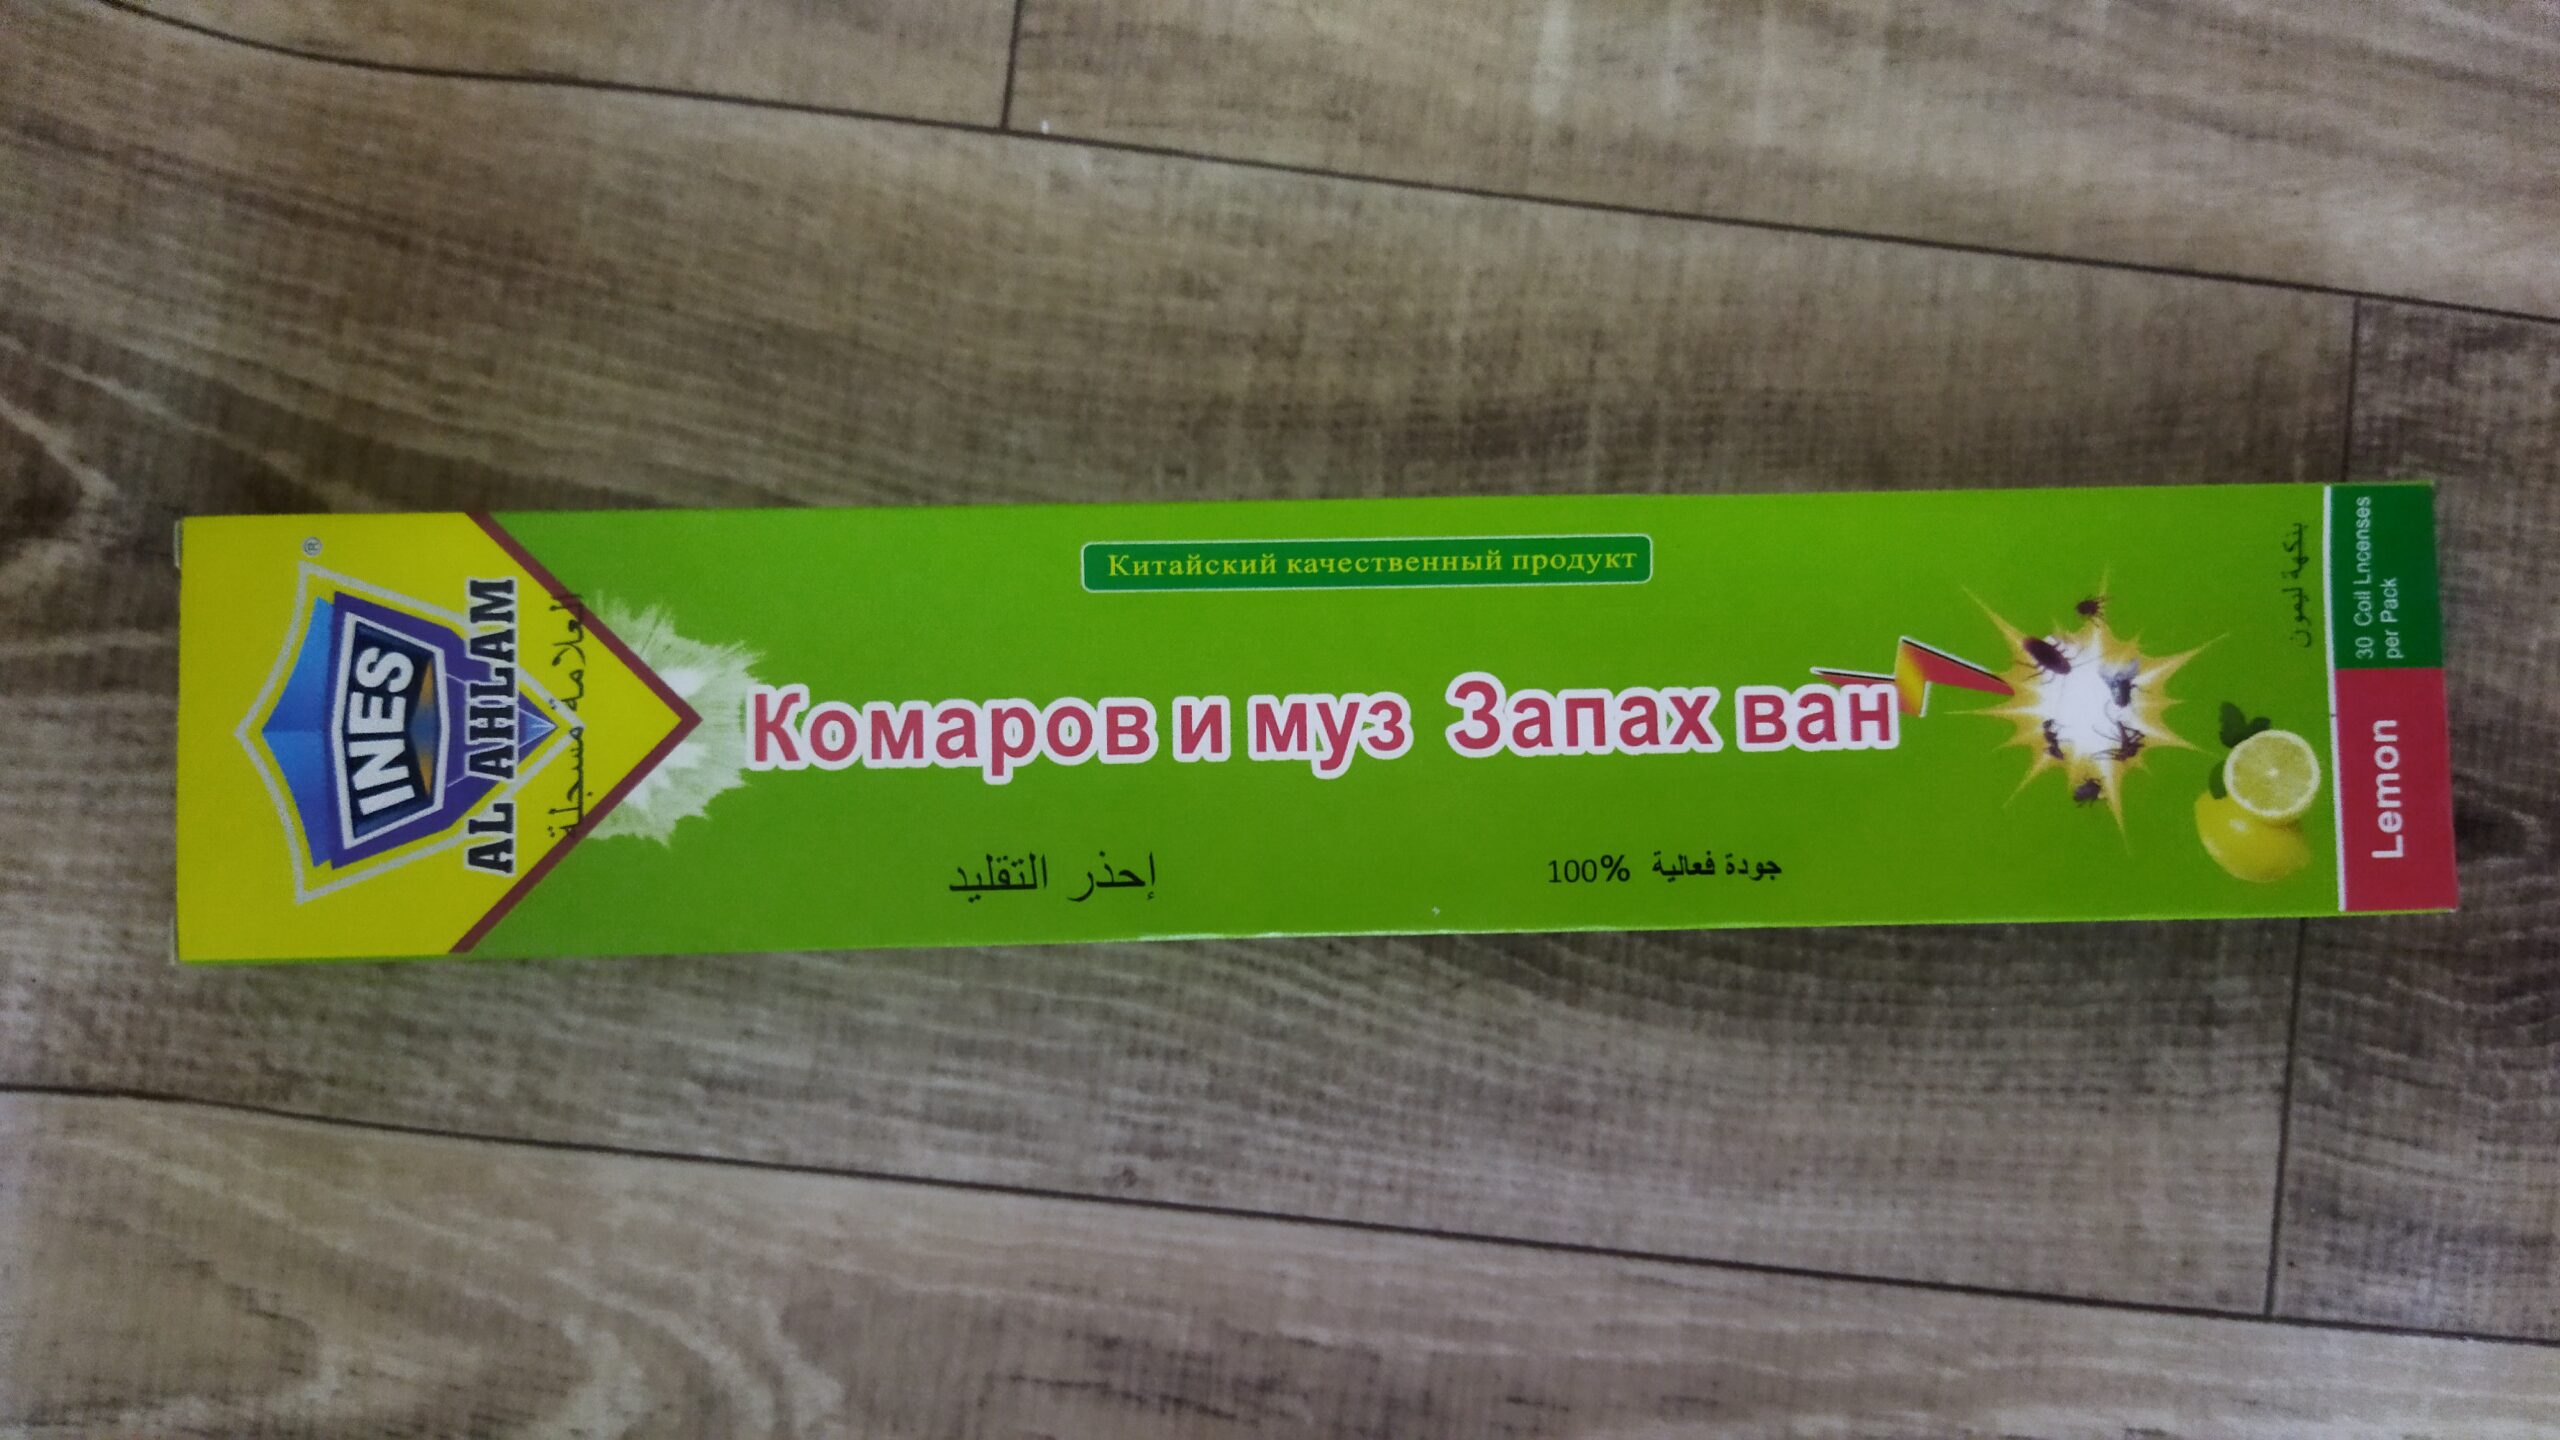 INES
®
AL AHLAM
العلامة مسجلة
Китайский качественный продукт
Комаров и муз Запах ван
إحذر التقليد
جودة فعالية 100%
بنكهة ليمون
30 Coil Lncenses
per Pack
Lemon